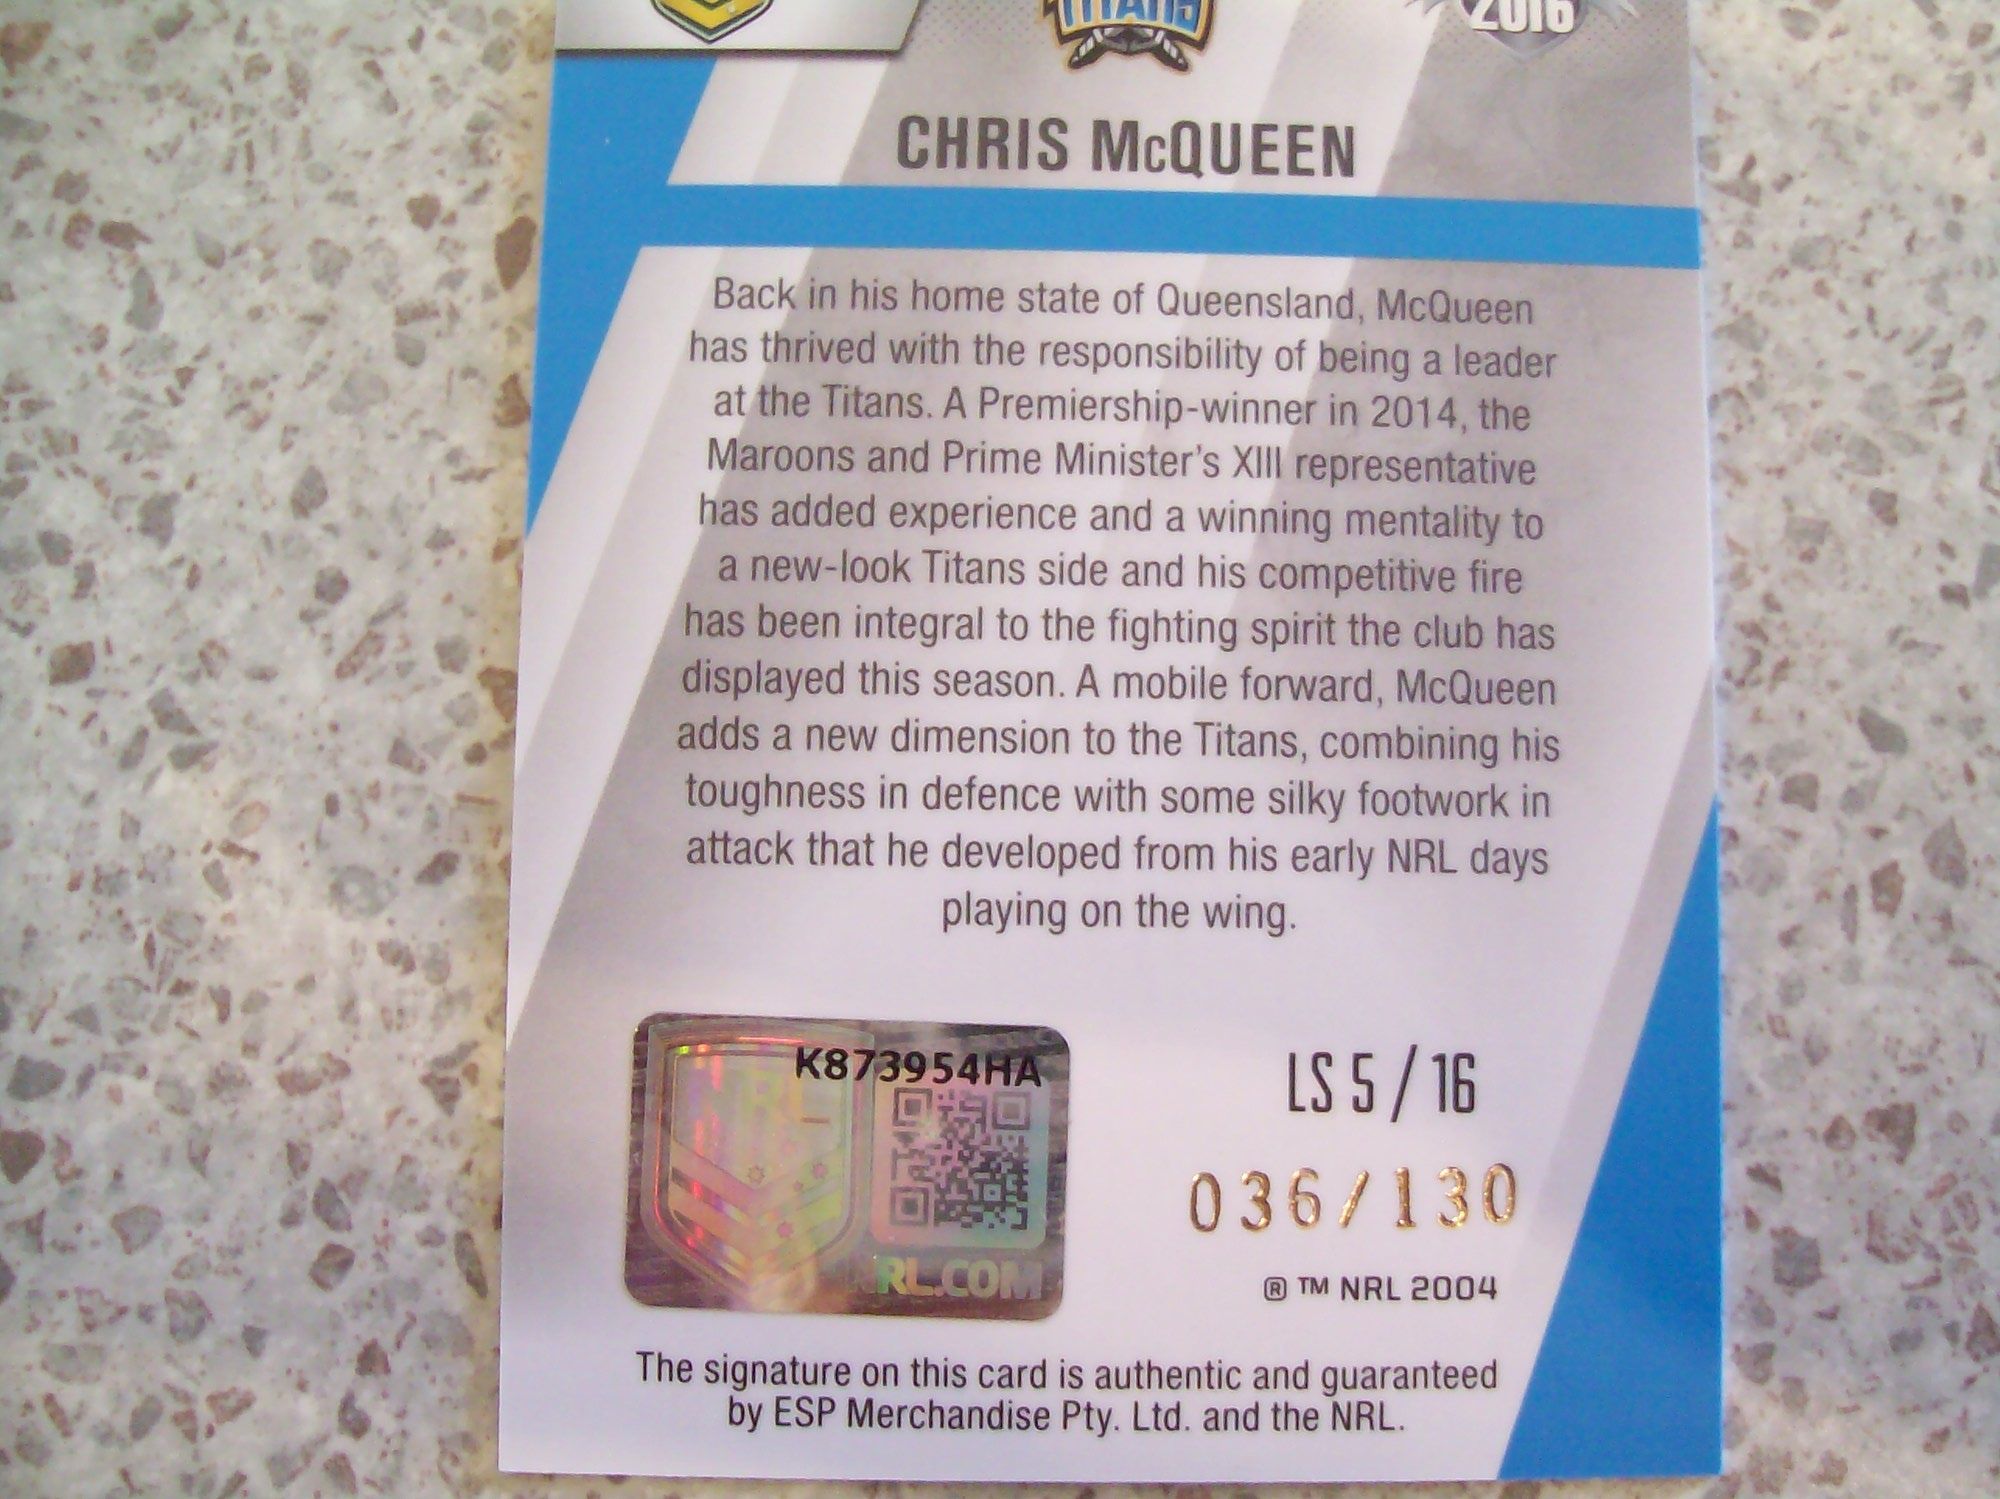 TITANS
2016
CHRIS McQUEEN
Back in his home state of Queensland, McQueen
has thrived with the responsibility of being a leader
at the Titans. A Premiership-winner in 2014, the
Maroons and Prime Minister's XIII representative
has added experience and a winning mentality to
a new-look Titans side and his competitive fire
has been integral to the fighting spirit the club has
displayed this season. A mobile forward, McQueen
adds a new dimension to the Titans, combining his
toughness in defence with some silky footwork in
attack that he developed from his early NRL days
playing on the wing.
K873954HA
NRL
NRL.COM
LS 5 / 16
036/130
® ™ NRL 2004
The signature on this card is authentic and guaranteed
by ESP Merchandise Pty. Ltd. and the NRL.